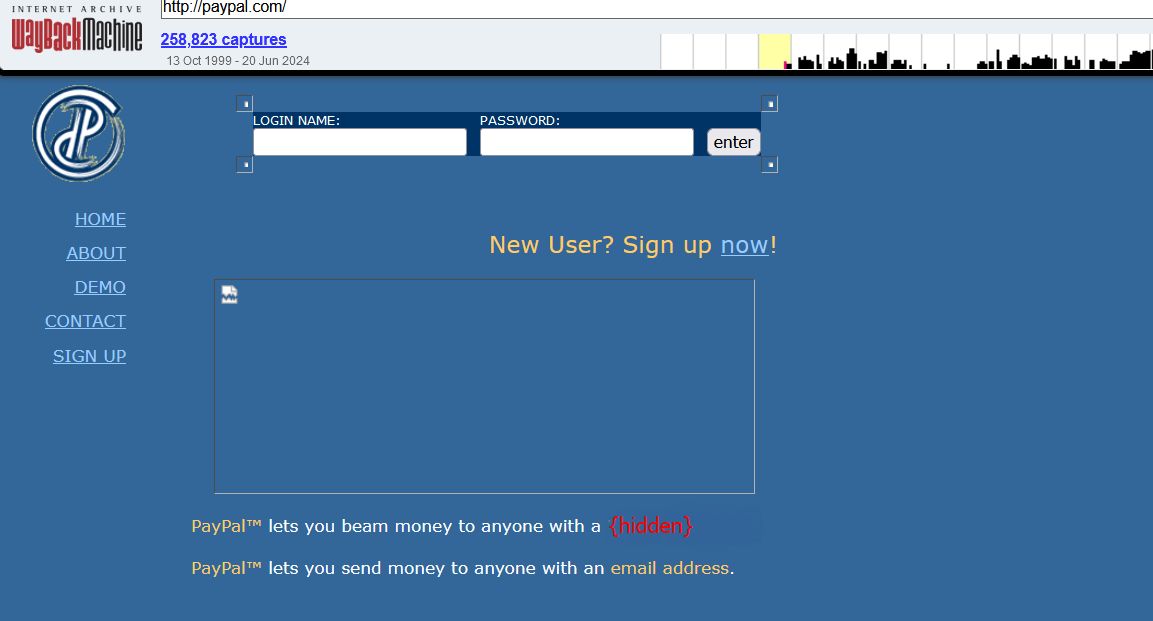 INTERNET ARCHIVE
WayBackMachine
http://paypal.com/
258,823 captures
13 Oct 1999 - 20 Jun 2024
LOGIN NAME:
PASSWORD:
enter
HOME
ABOUT
DEMO
CONTACT
SIGN UP
New User? Sign up now!
PayPal™ lets you beam money to anyone with a {hidden}
PayPal™ lets you send money to anyone with an email address.